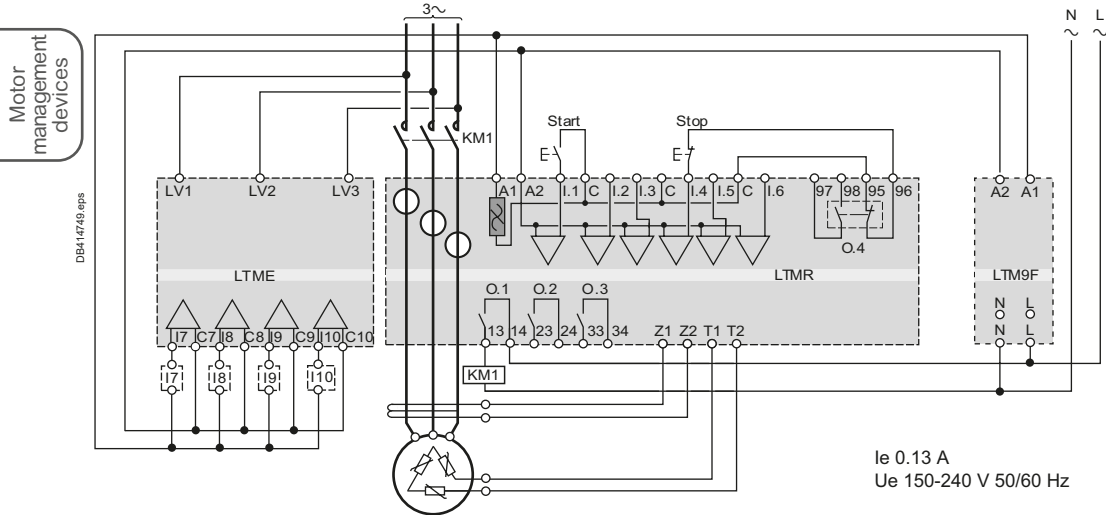 3~
N L
~ ~
Motor
management
devices
DB414749.eps
Start
Stop
KM1
LV1 LV2 LV3
A1 A2 I.1 C I.2 I.3 C I.4 I.5 C I.6 97 98 95 96
A2 A1
E
E
O.4
LTME
LTMR
LTM9F
O.1 O.2 O.3
N L
I7 C7 I8 C8 I9 C9 I10 C10
13 14 23 24 33 34 Z1 Z2 T1 T2
N L
I7 I8 I9 I10
KM1
Ie 0.13 A
Ue 150-240 V 50/60 Hz